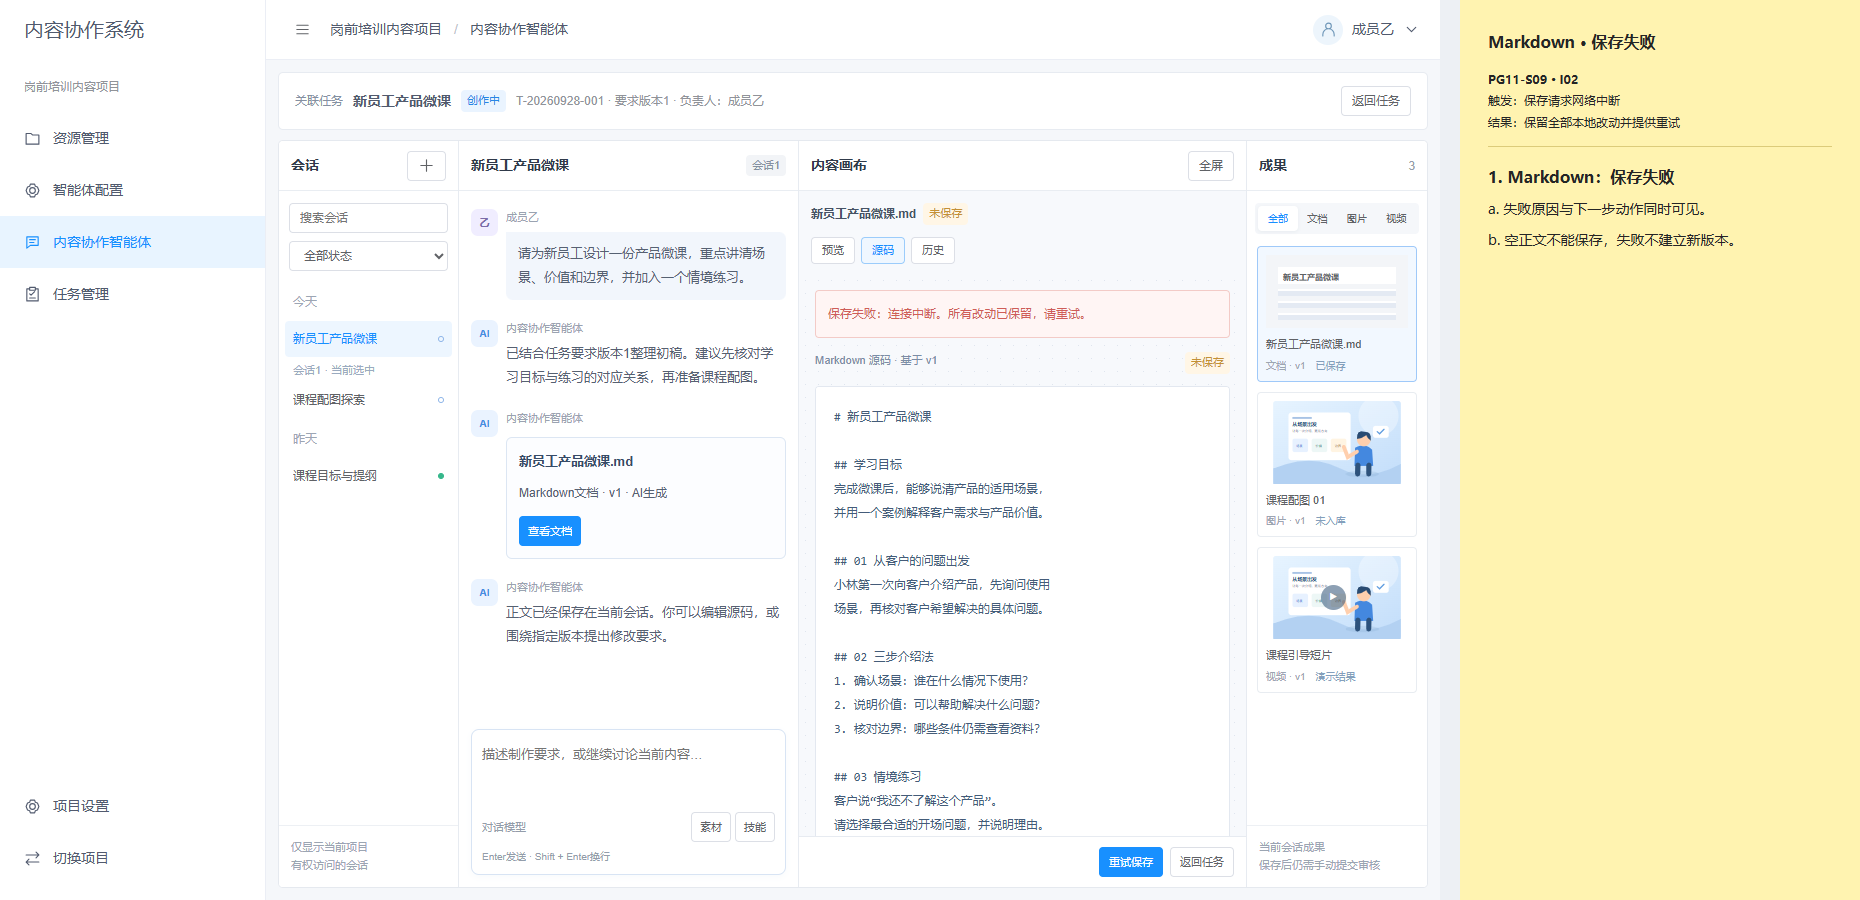 内容协作系统
岗前培训内容项目
资源管理
智能体配置
内容协作智能体
任务管理
项目设置
切换项目
岗前培训内容项目 / 内容协作智能体
成员乙
关联任务 新员工产品微课 创作中 T-20260928-001 · 要求版本1 · 负责人：成员乙
返回任务
会话
搜索会话
全部状态
今天
新员工产品微课
会话1 · 当前选中
课程配图探索
昨天
课程目标与提纲
仅显示当前项目
有权访问的会话
新员工产品微课 会话1
乙 成员乙
请为新员工设计一份产品微课，重点讲清场
景、价值和边界，并加入一个情境练习。
AI 内容协作智能体
已结合任务要求版本1整理初稿。建议先核对学
习目标与练习的对应关系，再准备课程配图。
AI 内容协作智能体
新员工产品微课.md
Markdown文档 · v1 · AI生成
查看文档
AI 内容协作智能体
正文已经保存在当前会话。你可以编辑源码，或
围绕指定版本提出修改要求。
描述制作要求，或继续讨论当前内容…
对话模型 素材 技能
Enter发送 · Shift + Enter换行
内容画布 全屏
新员工产品微课.md 未保存
预览 源码 历史
保存失败：连接中断。所有改动已保留，请重试。
Markdown 源码 · 基于 v1 未保存
# 新员工产品微课
## 学习目标
完成微课后，能够说清产品的适用场景，
并用一个案例解释客户需求与产品价值。
## 01 从客户的问题出发
小林第一次向客户介绍产品，先询问使用
场景，再核对客户希望解决的具体问题。
## 02 三步介绍法
1. 确认场景：谁在什么情况下使用？
2. 说明价值：可以帮助解决什么问题？
3. 核对边界：哪些条件仍需查看资料？
## 03 情境练习
客户说“我还不了解这个产品”。
请选择最合适的开场问题，并说明理由。
重试保存 返回任务
成果 3
全部 文档 图片 视频
新员工产品微课
新员工产品微课.md
文档 · v1 已保存
从场景出发
课程配图 01
图片 · v1 未入库
从场景出发
课程引导短片
视频 · v1 演示结果
当前会话成果
保存后仍需手动提交审核
Markdown • 保存失败
PG11-S09 • I02
触发：保存请求网络中断
结果：保留全部本地改动并提供重试
1. Markdown：保存失败
a. 失败原因与下一步动作同时可见。
b. 空正文不能保存，失败不建立新版本。